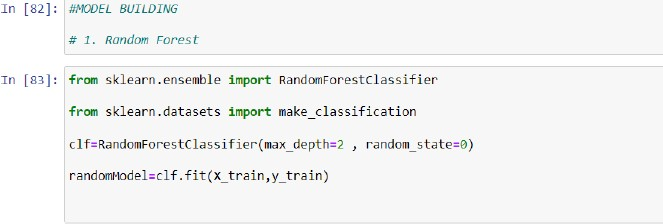 In [82]: #MODEL BUILDING
# 1. Random Forest
In [83]: from sklearn.ensemble import RandomForestClassifier
from sklearn.datasets import make_classification
clf=RandomForestClassifier(max_depth=2 , random_state=0)
randomModel=clf.fit(X_train,y_train)